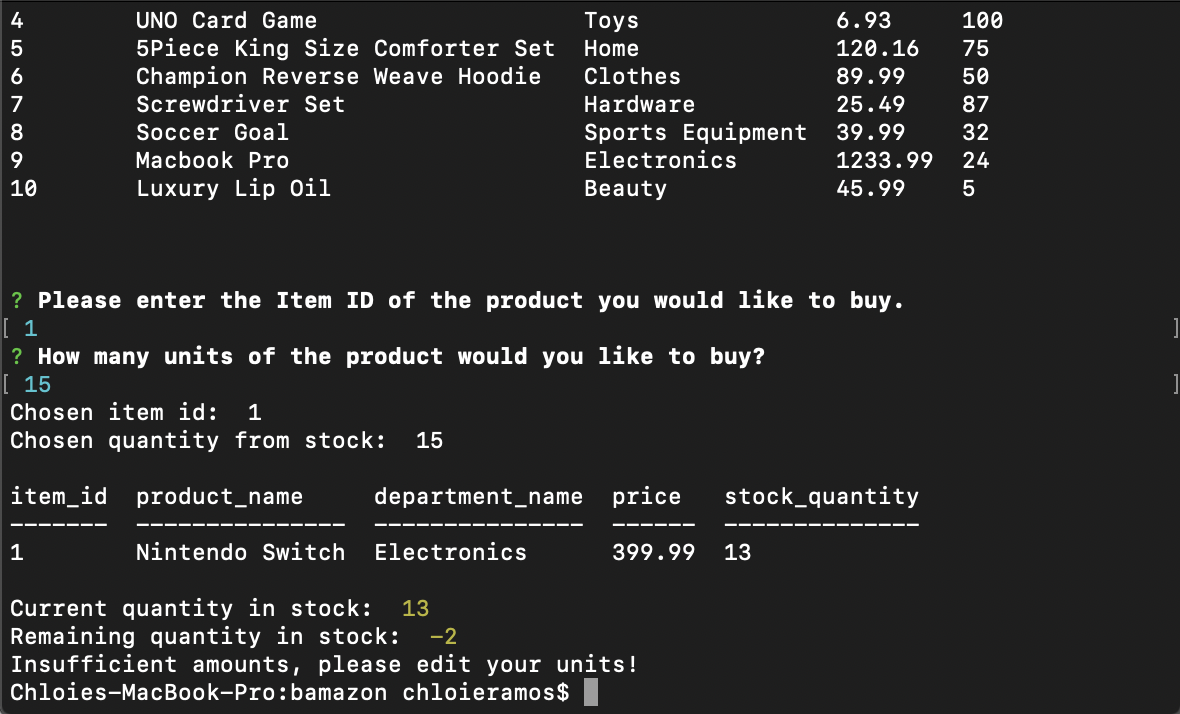 4        UNO Card Game                   Toys              6.93     100
5        5Piece King Size Comforter Set  Home              120.16   75
6        Champion Reverse Weave Hoodie   Clothes           89.99    50
7        Screwdriver Set                 Hardware          25.49    87
8        Soccer Goal                     Sports Equipment  39.99    32
9        Macbook Pro                     Electronics       1233.99  24
10       Luxury Lip Oil                  Beauty            45.99    5
? Please enter the Item ID of the product you would like to buy.
[ 1 ]
? How many units of the product would you like to buy?
[ 15 ]
Chosen item id:  1
Chosen quantity from stock:  15
item_id  product_name     department_name  price   stock_quantity
-------  ---------------  ---------------  ------  --------------
1        Nintendo Switch  Electronics      399.99  13
Current quantity in stock:  13
Remaining quantity in stock:  -2
Insufficient amounts, please edit your units!
Chloies-MacBook-Pro:bamazon chloieramos$